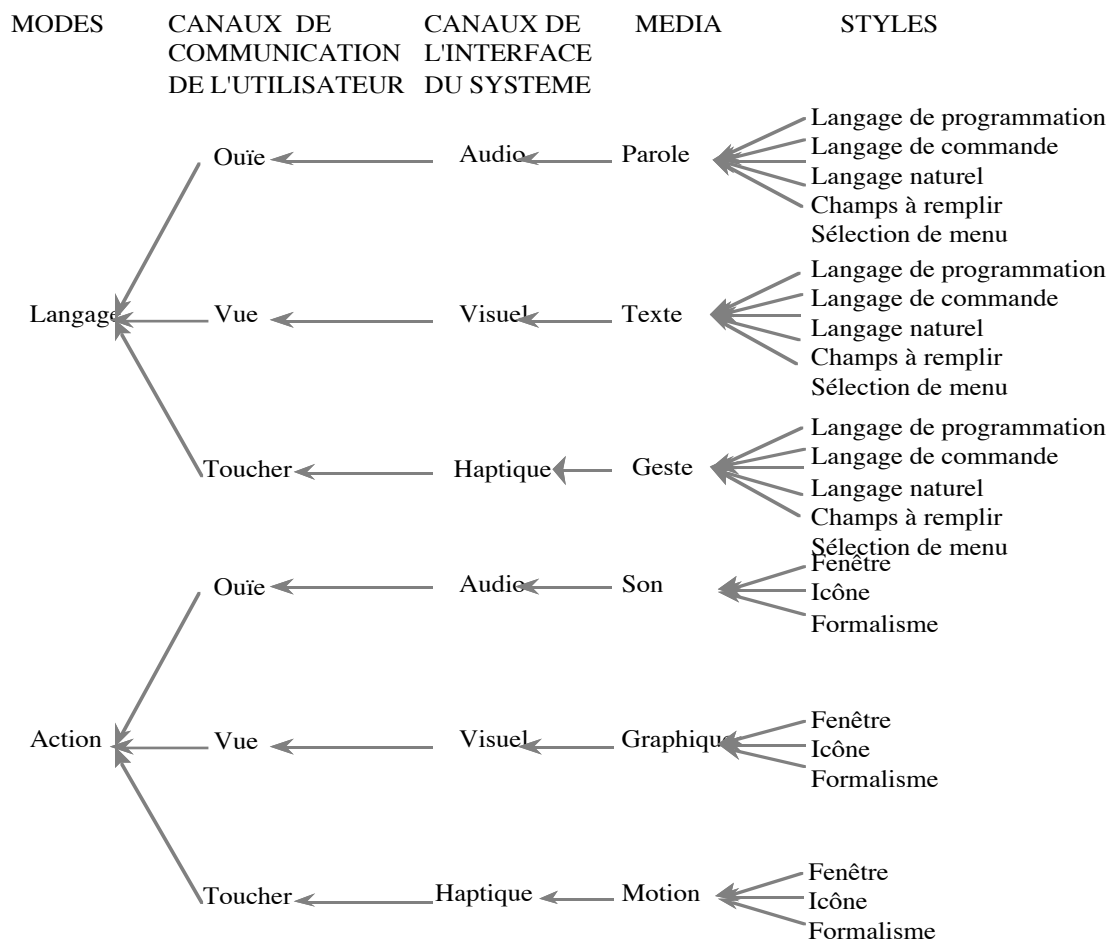 MODES CANAUX DE CANAUX DE MEDIA STYLES
COMMUNICATION L'INTERFACE
DE L'UTILISATEUR DU SYSTEME
Langage de programmation
Langage de commande
Ouïe Audio Parole
Langage naturel
Champs à remplir
Sélection de menu
Langage de programmation
Langage de commande
Langage Vue Visuel Texte
Langage naturel
Champs à remplir
Sélection de menu
Langage de programmation
Langage de commande
Toucher Haptique Geste
Langage naturel
Champs à remplir
Sélection de menu
Fenêtre
Ouïe Audio Son
Icône
Formalisme
Fenêtre
Action Vue Visuel Graphique
Icône
Formalisme
Fenêtre
Toucher Haptique Motion
Icône
Formalisme